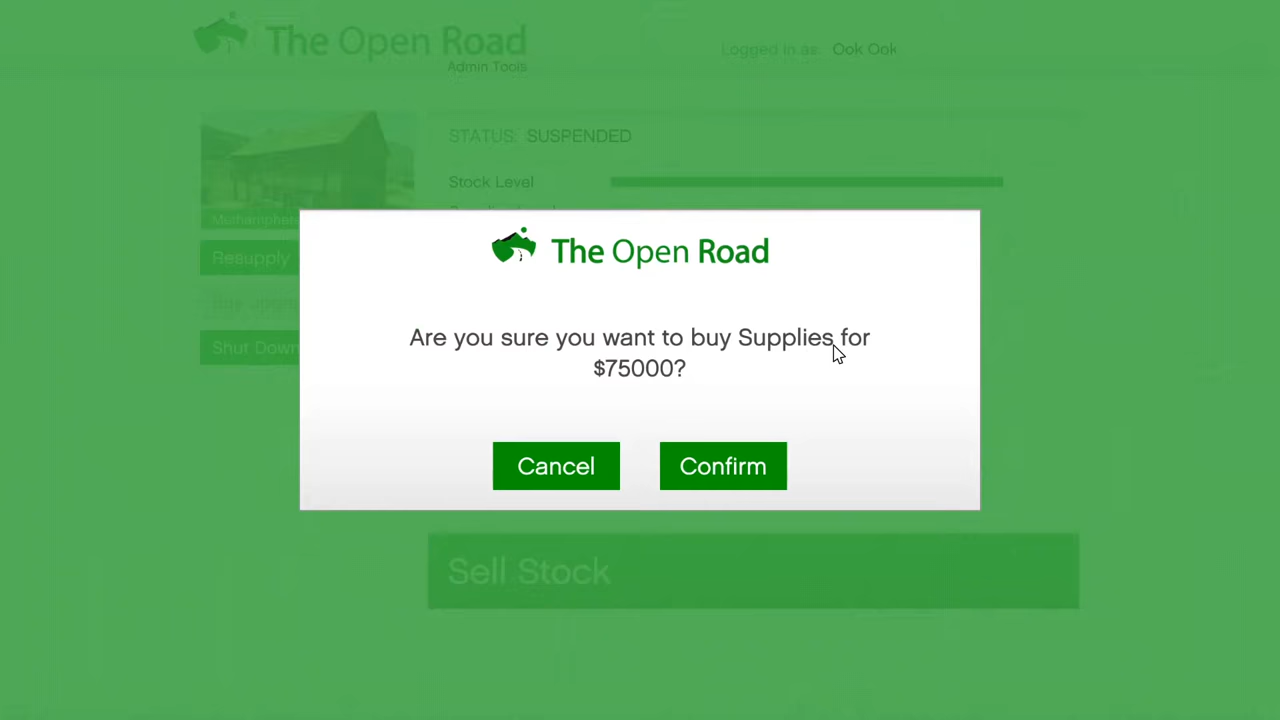 The Open Road
Admin Tools
Logged in as: Ook Ook
STATUS: SUSPENDED
Stock Level
Resupply
Shut Down
The Open Road
Are you sure you want to buy Supplies for
$75000?
Cancel
Confirm
Sell Stock